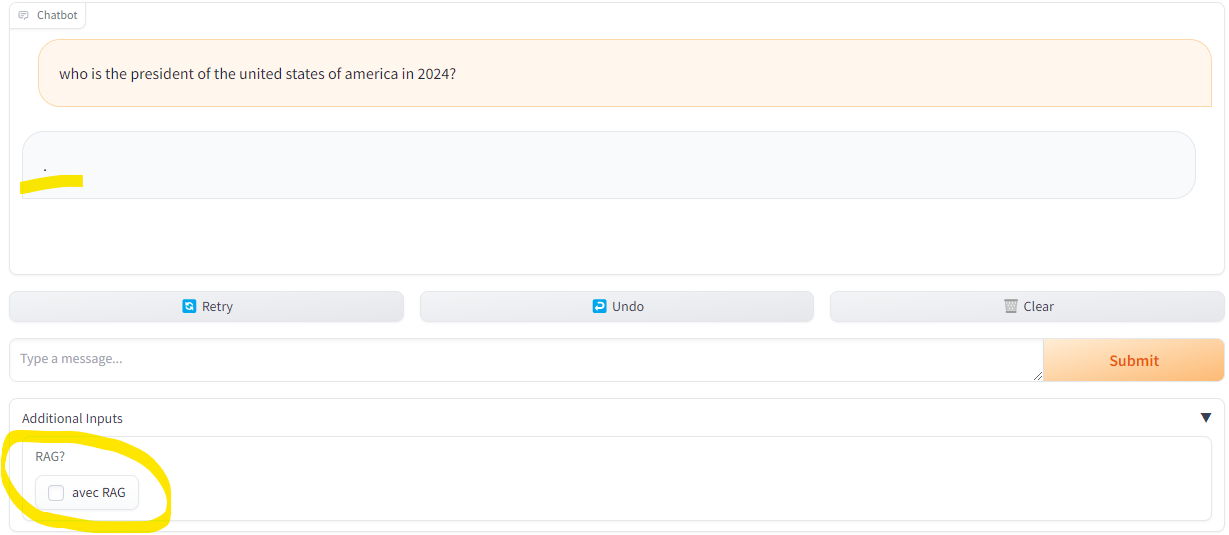 Chatbot
who is the president of the united states of america in 2024?
.
Retry
Undo
Clear
Type a message...
Submit
Additional Inputs
RAG?
avec RAG